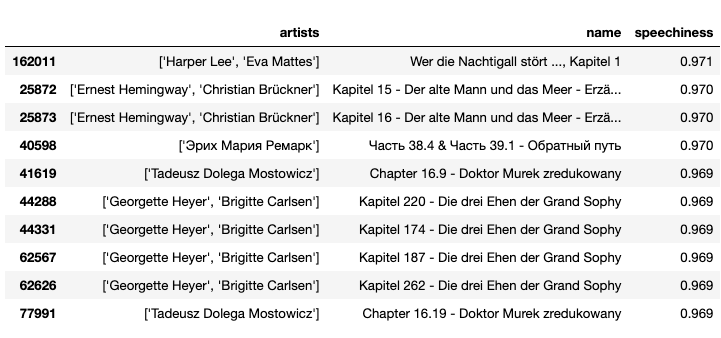 artists name speechiness
162011 ['Harper Lee', 'Eva Mattes'] Wer die Nachtigall stört ..., Kapitel 1 0.971
25872 ['Ernest Hemingway', 'Christian Brückner'] Kapitel 15 - Der alte Mann und das Meer - Erzä... 0.970
25873 ['Ernest Hemingway', 'Christian Brückner'] Kapitel 16 - Der alte Mann und das Meer - Erzä... 0.970
40598 ['Эрих Мария Ремарк'] Часть 38.4 & Часть 39.1 - Обратный путь 0.970
41619 ['Tadeusz Dolega Mostowicz'] Chapter 16.9 - Doktor Murek zredukowany 0.969
44288 ['Georgette Heyer', 'Brigitte Carlsen'] Kapitel 220 - Die drei Ehen der Grand Sophy 0.969
44331 ['Georgette Heyer', 'Brigitte Carlsen'] Kapitel 174 - Die drei Ehen der Grand Sophy 0.969
62567 ['Georgette Heyer', 'Brigitte Carlsen'] Kapitel 187 - Die drei Ehen der Grand Sophy 0.969
62626 ['Georgette Heyer', 'Brigitte Carlsen'] Kapitel 262 - Die drei Ehen der Grand Sophy 0.969
77991 ['Tadeusz Dolega Mostowicz'] Chapter 16.19 - Doktor Murek zredukowany 0.969